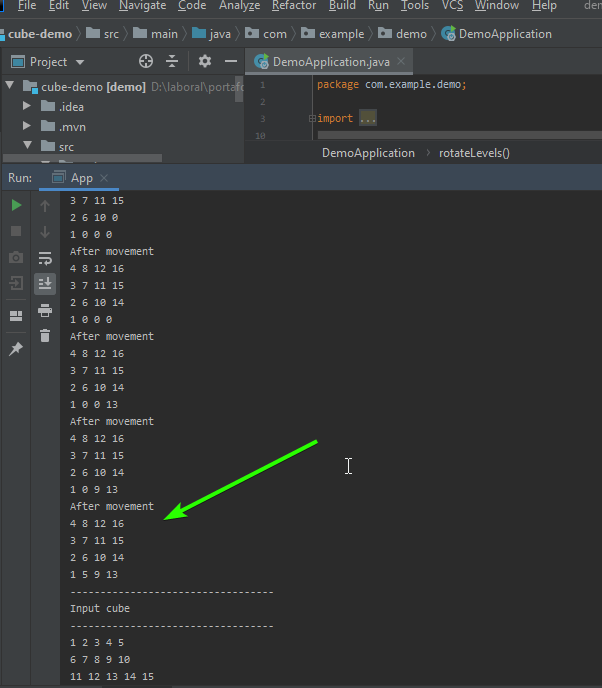 File Edit View Navigate Code Analyze Refactor Build Run Tools VCS Window Help
cube-demo src main java com example demo DemoApplication
Project
DemoApplication.java
cube-demo [demo] D:\laboral\portaf
.idea
.mvn
src
1 package com.example.demo;
2
3 import ...
10
DemoApplication rotateLevels()
Run: App
3 7 11 15
2 6 10 0
1 0 0 0
After movement
4 8 12 16
3 7 11 15
2 6 10 14
1 0 0 0
After movement
4 8 12 16
3 7 11 15
2 6 10 14
1 0 0 13
After movement
4 8 12 16
3 7 11 15
2 6 10 14
1 0 9 13
After movement
4 8 12 16
3 7 11 15
2 6 10 14
1 5 9 13
---------------------------------
Input cube
---------------------------------
1 2 3 4 5
6 7 8 9 10
11 12 13 14 15